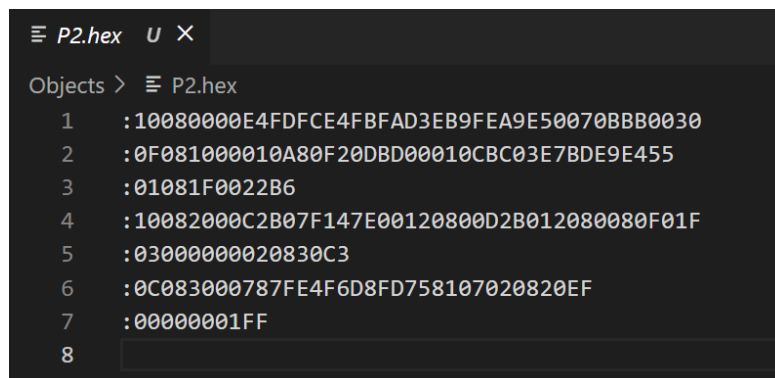 P2.hex U ×
Objects > P2.hex
1 :10080000E4FDFCE4FBFAD3EB9FEA9E50070BBB0030
2 :0F081000010A80F20DBD00010CBC03E7BDE9E455
3 :01081F0022B6
4 :10082000C2B07F147E00120800D2B012080080F01F
5 :03000000020830C3
6 :0C083000787FE4F6D8FD758107020820EF
7 :00000001FF
8